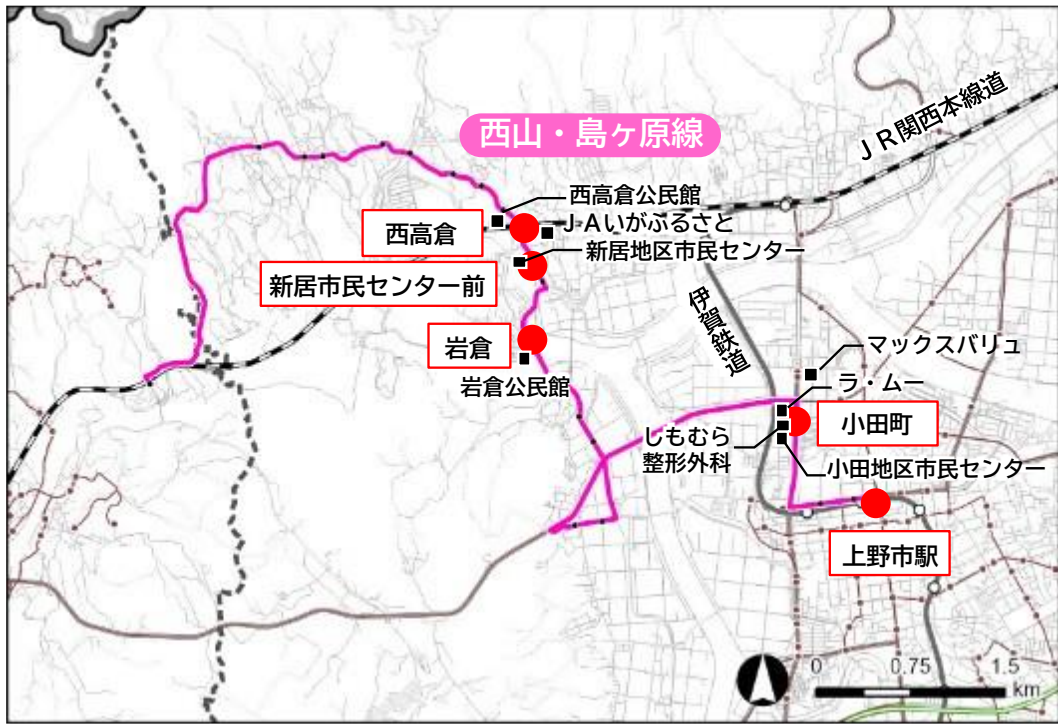 西山・島ヶ原線
JR関西本線道
西高倉公民館
西高倉
JAいがふるさと
新居地区市民センター
新居市民センター前
伊賀鉄道
岩倉
岩倉公民館
マックスバリュ
ラ・ムー
小田町
しもむら
整形外科
小田地区市民センター
上野市駅
0 0.75 1.5
km